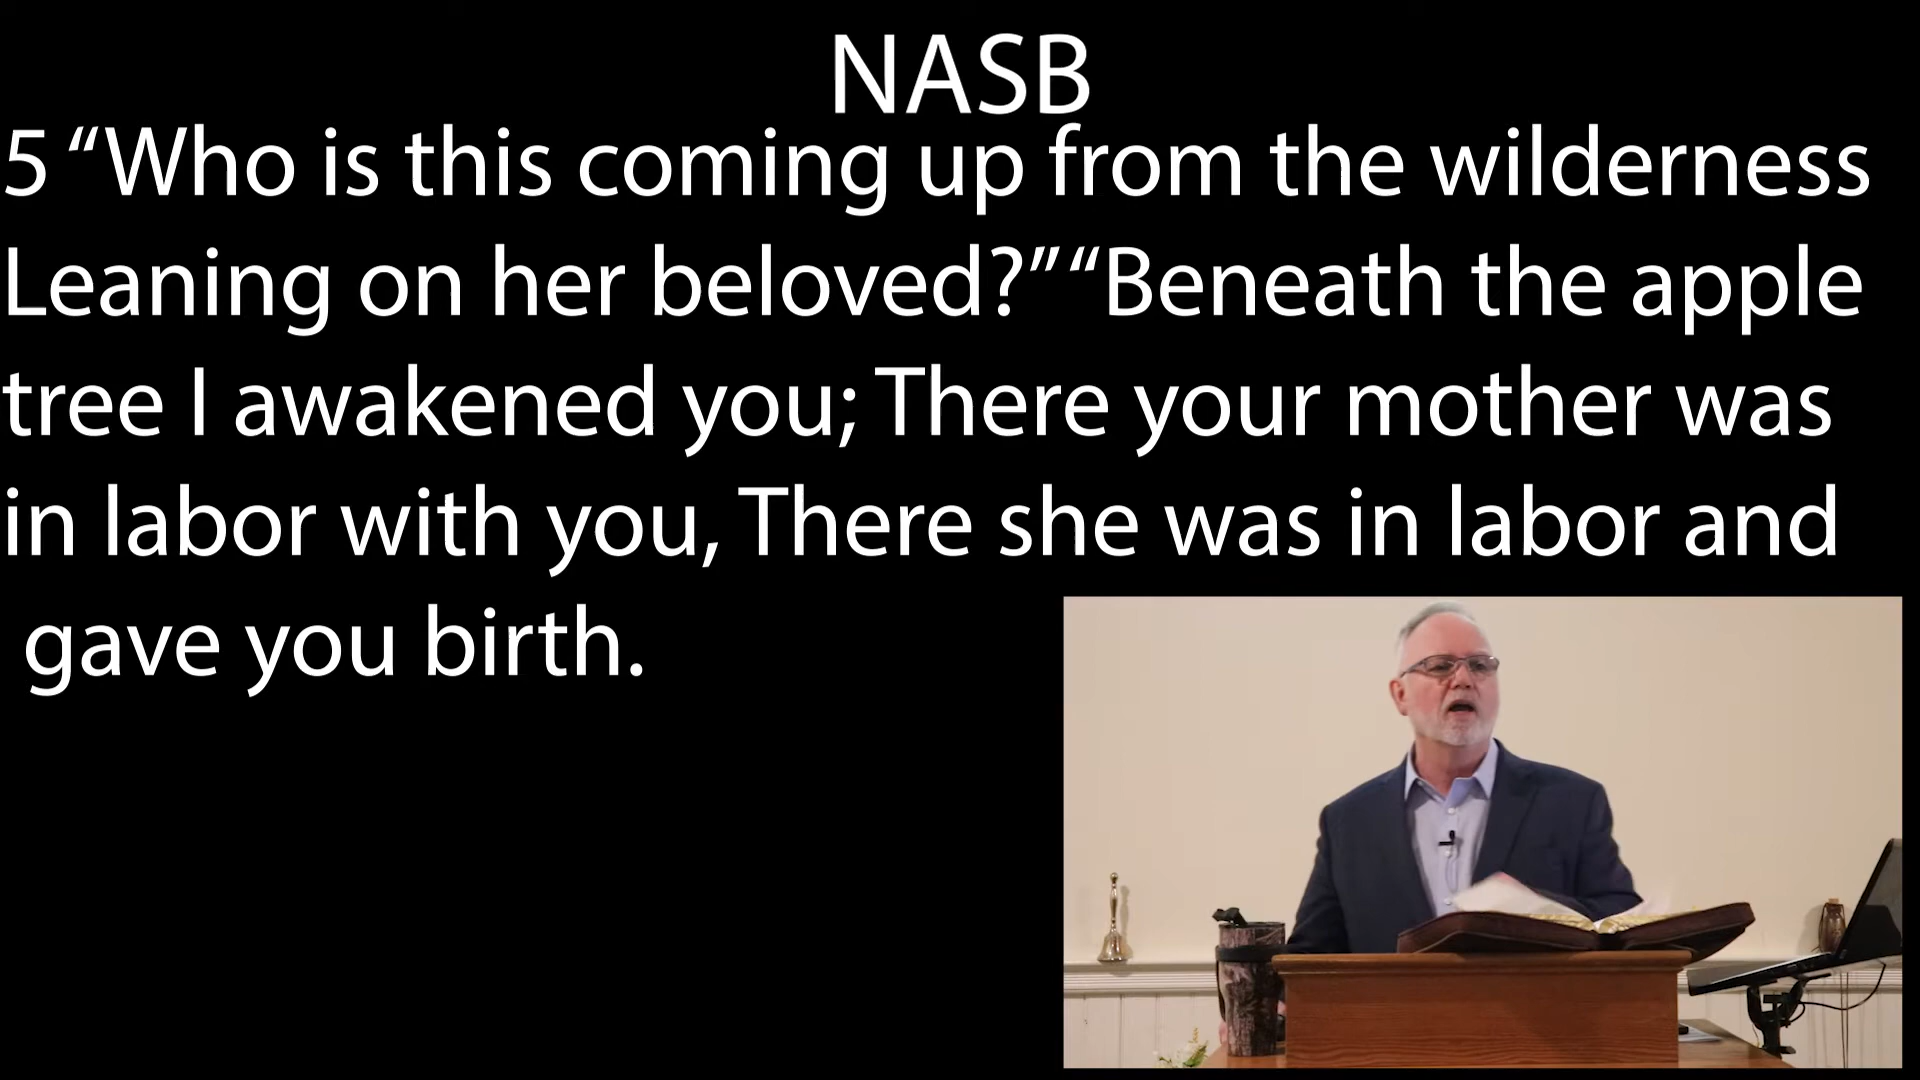 NASB
5 “Who is this coming up from the wilderness
Leaning on her beloved?” “Beneath the apple
tree I awakened you; There your mother was
in labor with you, There she was in labor and
gave you birth.